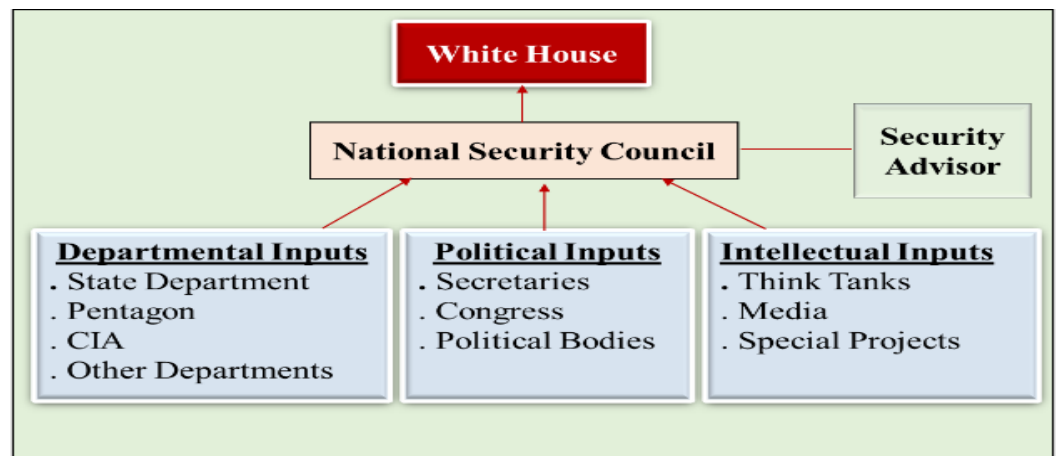 White House
National Security Council
Security
Advisor
Departmental Inputs
. State Department
. Pentagon
. CIA
. Other Departments
Political Inputs
. Secretaries
. Congress
. Political Bodies
Intellectual Inputs
. Think Tanks
. Media
. Special Projects